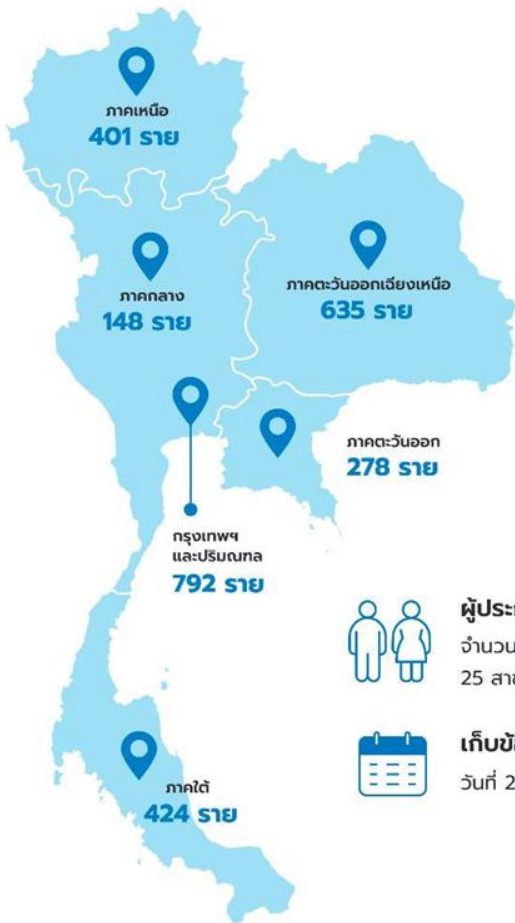 ภาคเหนือ
401 ราย
ภาคกลาง
148 ราย
ภาคตะวันออกเฉียงเหนือ
635 ราย
ภาคตะวันออก
278 ราย
กรุงเทพฯ
และปริมณฑล
792 ราย
จำนวน
25
วันที่ 2
ภาคใต้
424 ราย